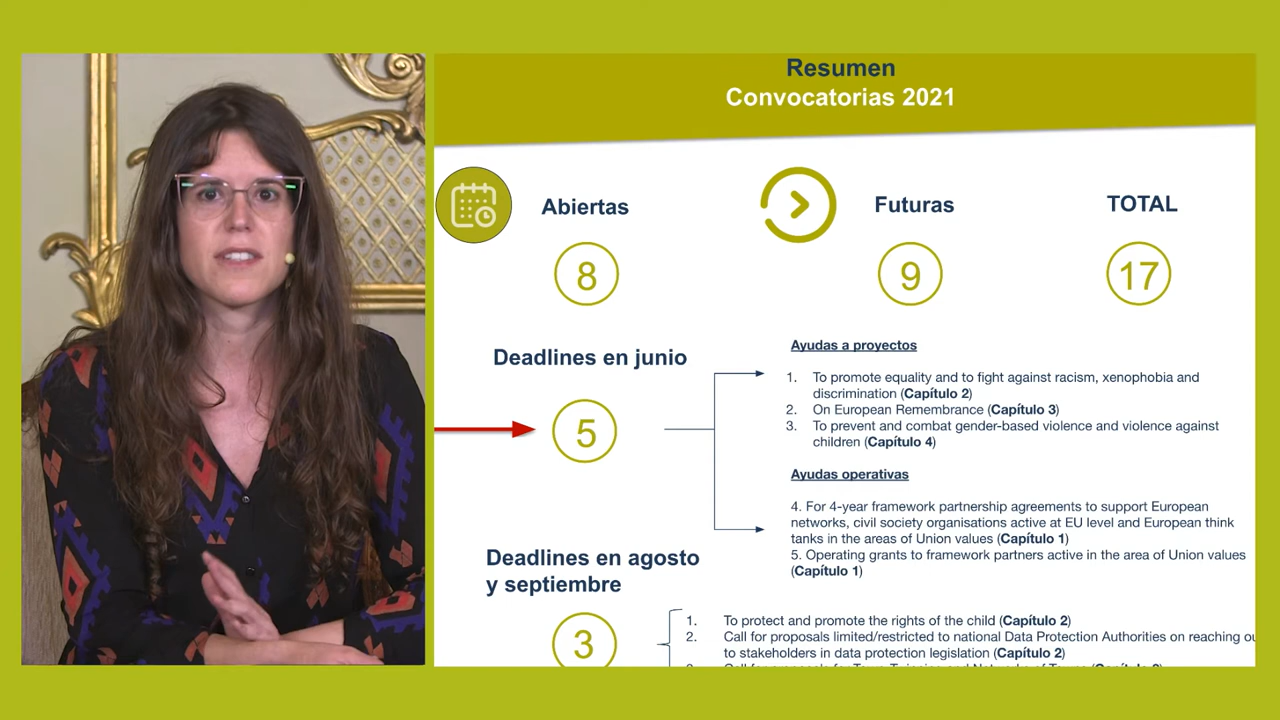 Resumen
Convocatorias 2021
Abiertas
Futuras
TOTAL
8
9
17
Deadlines en junio
5
Ayudas a proyectos
1. To promote equality and to fight against racism, xenophobia and
discrimination (Capítulo 2)
2. On European Remembrance (Capítulo 3)
3. To prevent and combat gender-based violence and violence against
children (Capítulo 4)
Ayudas operativas
4. For 4-year framework partnership agreements to support European
networks, civil society organisations active at EU level and European think
tanks in the areas of Union values (Capítulo 1)
5. Operating grants to framework partners active in the area of Union values
(Capítulo 1)
Deadlines en agosto
y septiembre
3
1. To protect and promote the rights of the child (Capítulo 2)
2. Call for proposals limited/restricted to national Data Protection Authorities on reaching
to stakeholders in data protection legislation (Capítulo 2)